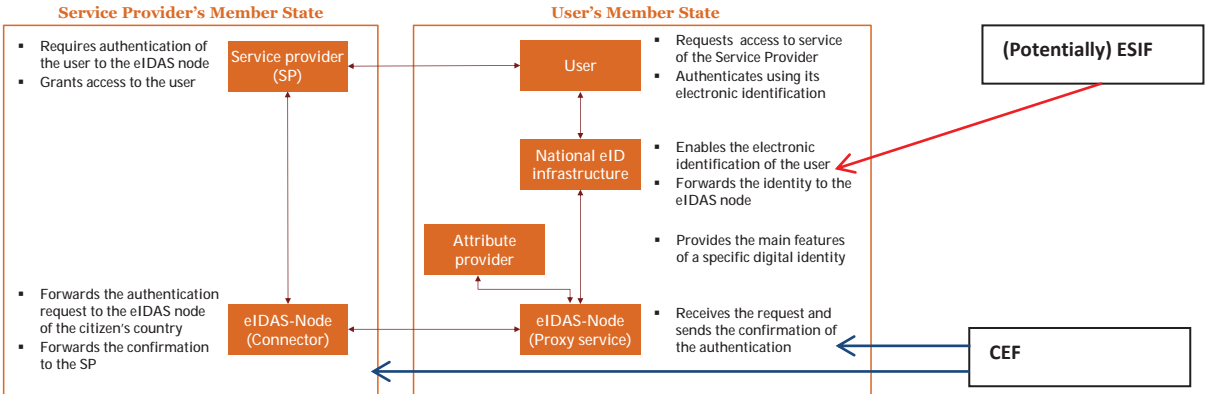 Service Provider's Member State
▪ Requires authentication of
the user to the eIDAS node
▪ Grants access to the user
Service provider
(SP)
▪ Forwards the authentication
request to the eIDAS node
of the citizen's country
▪ Forwards the confirmation
to the SP
eIDAS-Node
(Connector)
User's Member State
User
▪ Requests access to service
of the Service Provider
▪ Authenticates using its
electronic identification
National eID
infrastructure
▪ Enables the electronic
identification of the user
▪ Forwards the identity to the
eIDAS node
Attribute
provider
▪ Provides the main features
of a specific digital identity
eIDAS-Node
(Proxy service)
▪ Receives the request and
sends the confirmation of
the authentication
(Potentially) ESIF
CEF